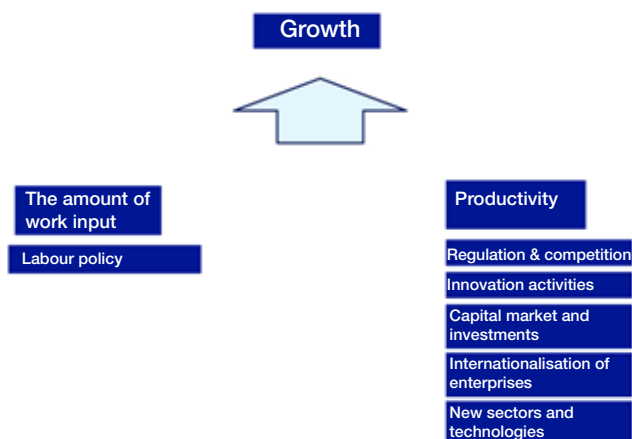 Growth
The amount of
work input
Labour policy
Productivity
Regulation & competition
Innovation activities
Capital market and
investments
Internationalisation of
enterprises
New sectors and
technologies